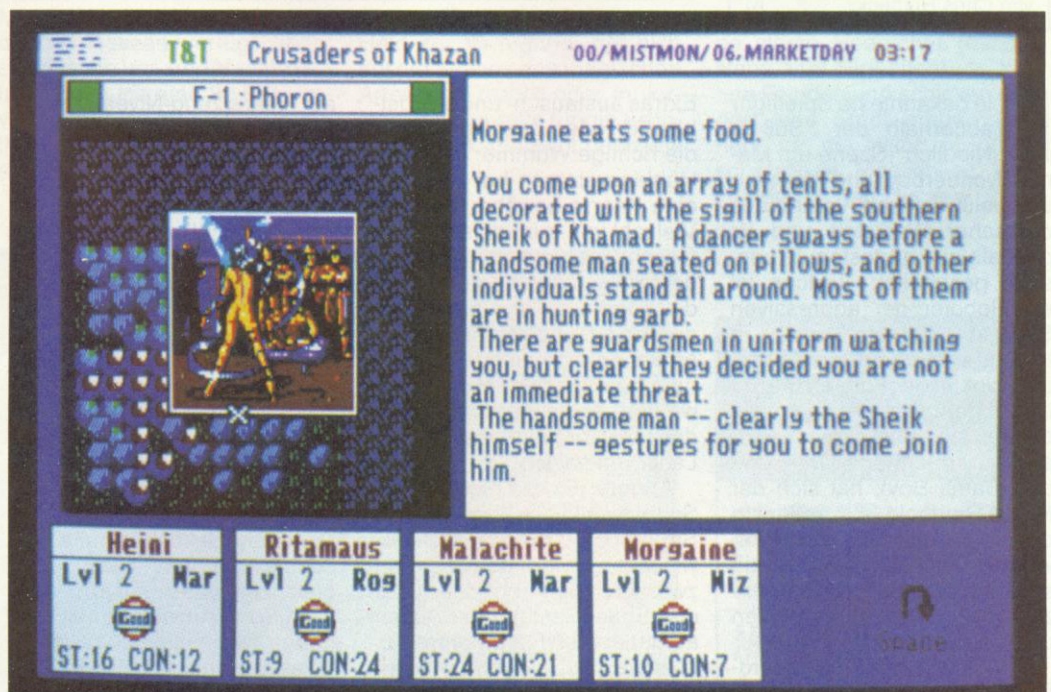 PC T&T Crusaders of Khazan '00/MISTMON/06.MARKETDAY 03:17
F-1:Phoron
Morgaine eats some food.
You come upon an array of tents, all
decorated with the sigill of the southern
Sheik of Khamad. A dancer sways before a
handsome man seated on pillows, and other
individuals stand all around. Most of them
are in hunting garb.
There are guardsmen in uniform watching
you, but clearly they decided you are not
an immediate threat.
The handsome man -- clearly the Sheik
himself -- gestures for you to come join
him.
Heini
Lvl 2 War
Good
ST:16 CON:12
Ritamaus
Lvl 2 Rog
Good
ST:9 CON:24
Malachite
Lvl 2 War
Good
ST:24 CON:21
Morgaine
Lvl 2 Wiz
Good
ST:10 CON:7
Space